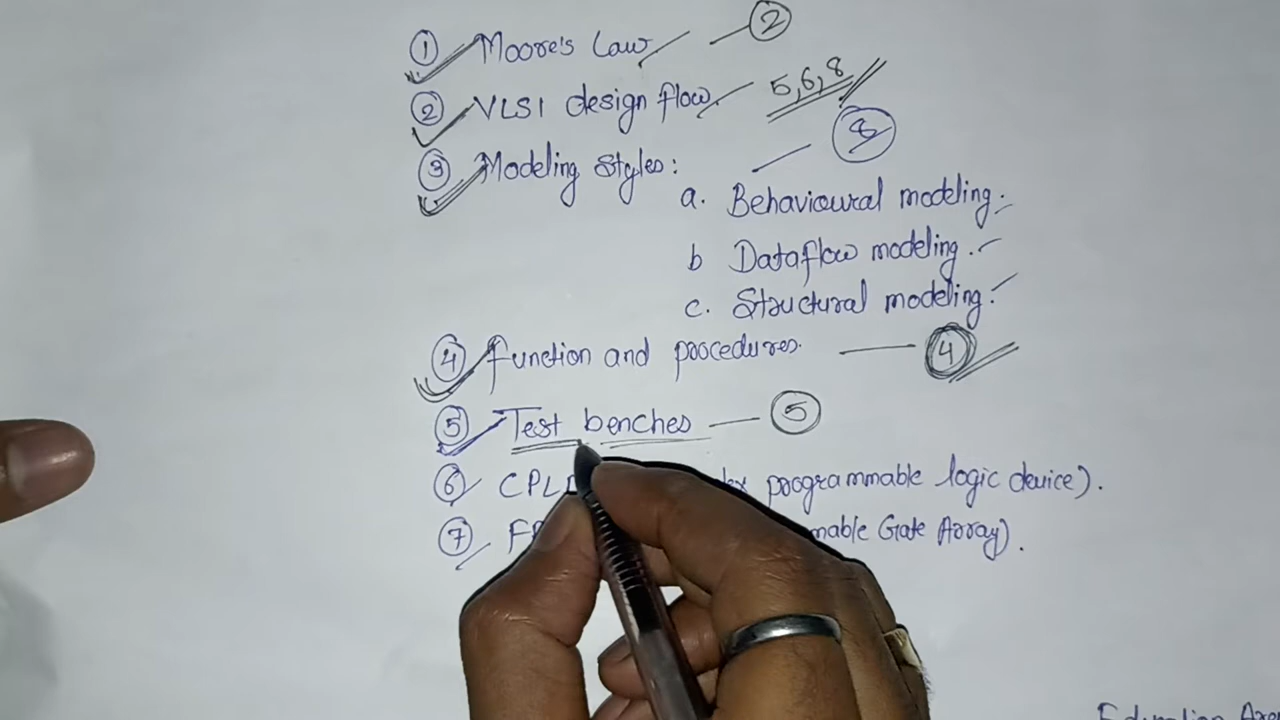 ① Moore's Law — ②
② VLSI design flow. — 5,6,8
③ Modeling Styles: — ⑧
a. Behavioural modeling.
b Dataflow modeling.
c. Structural modeling.
④ Function and procedures. — ④
⑤ Test benches — ⑤
⑥ CPL programmable logic device).
⑦ Gate Array).